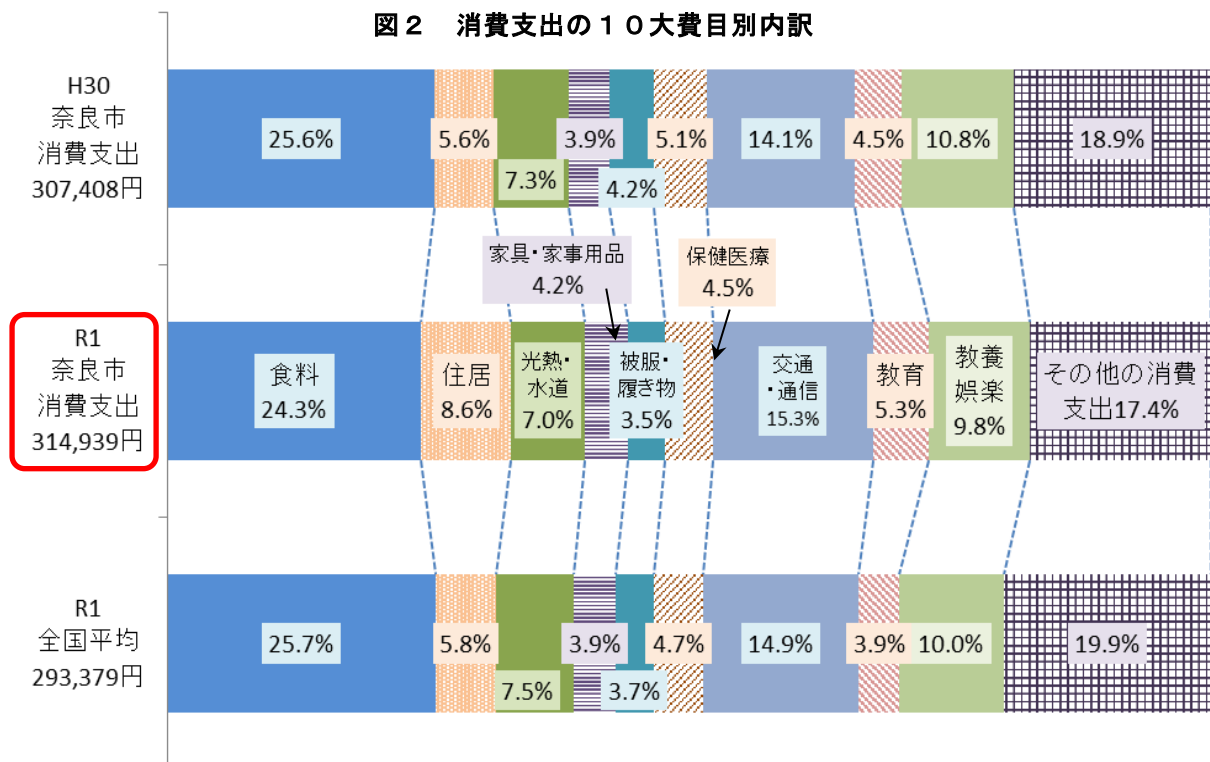 図２　消費支出の１０大費目別内訳
H30
奈良市
消費支出
307,408円
25.6%
5.6%
7.3%
3.9%
4.2%
5.1%
14.1%
4.5%
10.8%
18.9%
家具・家事用品
4.2%
保健医療
4.5%
R1
奈良市
消費支出
314,939円
食料
24.3%
住居
8.6%
光熱・
水道
7.0%
被服・
履き物
3.5%
交通
・通信
15.3%
教育
5.3%
教養
娯楽
9.8%
その他の消費
支出17.4%
R1
全国平均
293,379円
25.7%
5.8%
7.5%
3.9%
3.7%
4.7%
14.9%
3.9%
10.0%
19.9%